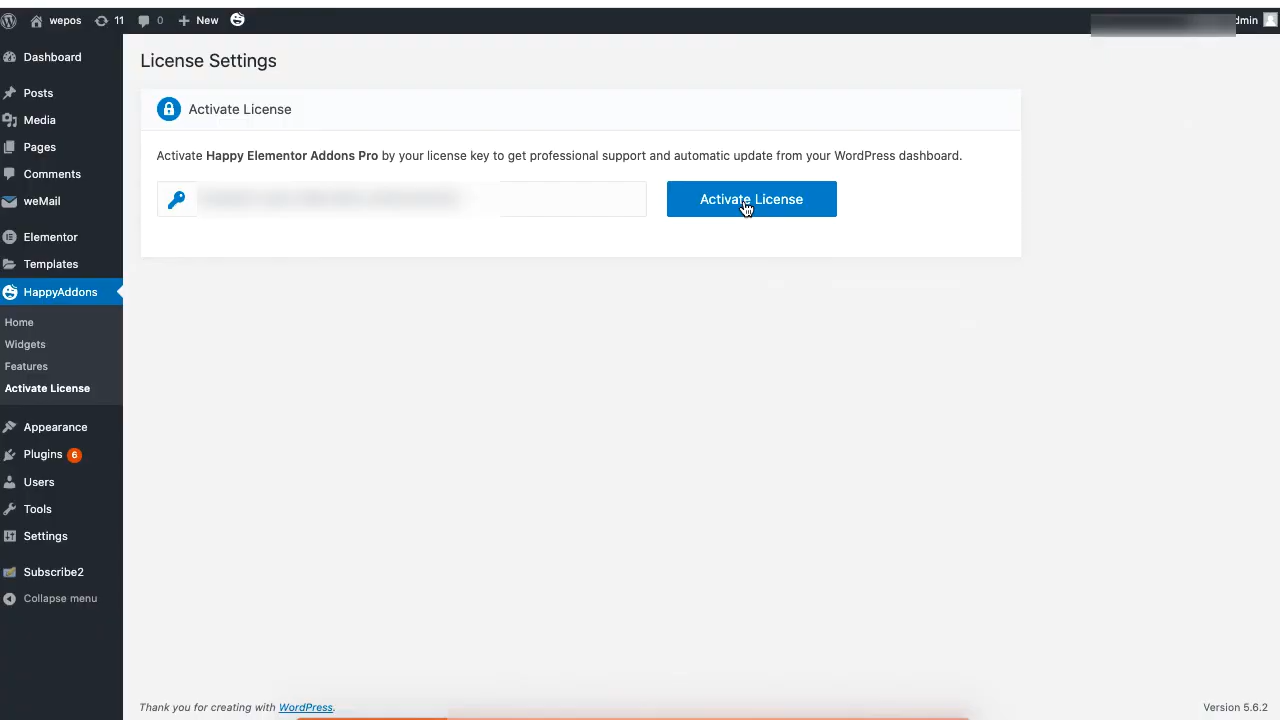 wepos 11 0 New
dmin
Dashboard
Posts
Media
Pages
Comments
weMail
Elementor
Templates
HappyAddons
Home
Widgets
Features
Activate License
Appearance
Plugins 6
Users
Tools
Settings
Subscribe2
Collapse menu
License Settings
Activate License
Activate Happy Elementor Addons Pro by your license key to get professional support and automatic update from your WordPress dashboard.
Activate License
Thank you for creating with WordPress.
Version 5.6.2